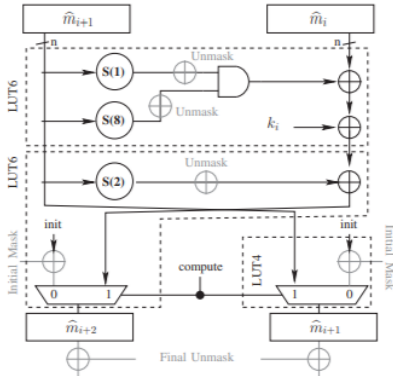 m̂i+1
m̂i
n
n
Unmask
S(1)
LUT6
S(8)
Unmask
ki
LUT6
Unmask
S(2)
Initial Mask
init
init
Initial Mask
compute
LUT4
0
1
1
0
m̂i+2
m̂i+1
Final Unmask